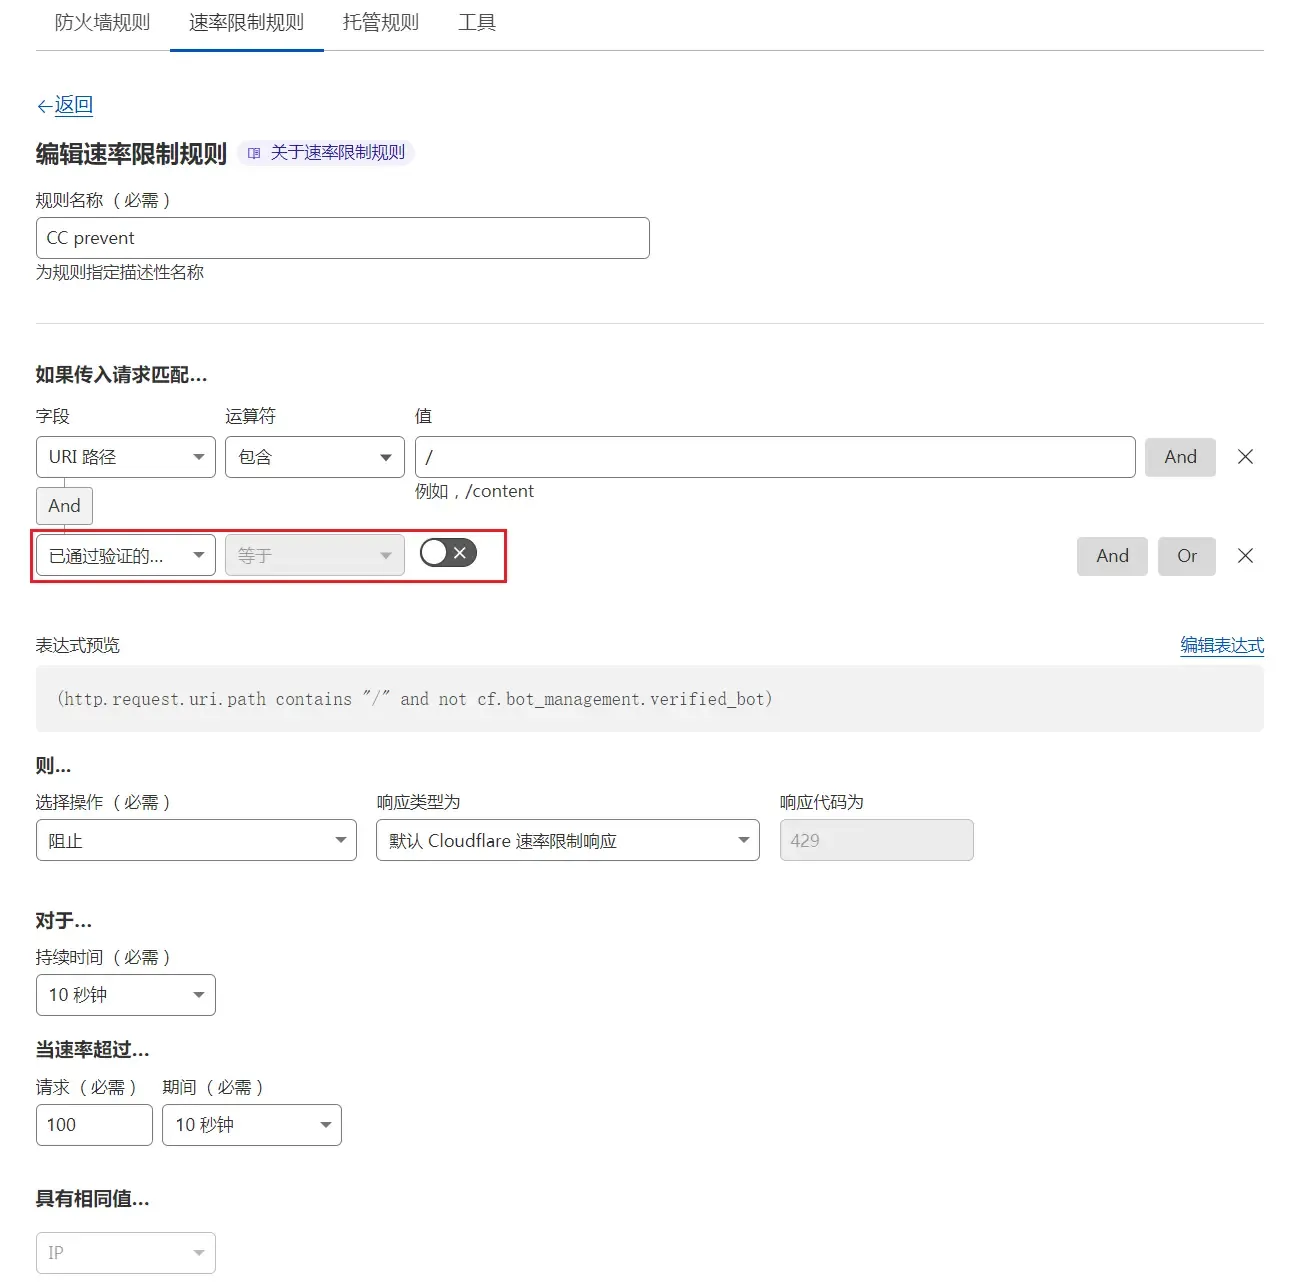 防火墙规则 速率限制规则 托管规则 工具
←返回
编辑速率限制规则 关于速率限制规则
规则名称（必需）
CC prevent
为规则指定描述性名称
如果传入请求匹配...
字段 运算符 值
URI 路径 包含 / And
例如，/content
And
已通过验证的... 等于 And Or
表达式预览 编辑表达式
(http.request.uri.path contains "/" and not cf.bot_management.verified_bot)
则...
选择操作（必需） 响应类型为 响应代码为
阻止 默认 Cloudflare 速率限制响应 429
对于...
持续时间（必需）
10 秒钟
当速率超过...
请求（必需） 期间（必需）
100 10 秒钟
具有相同值...
IP